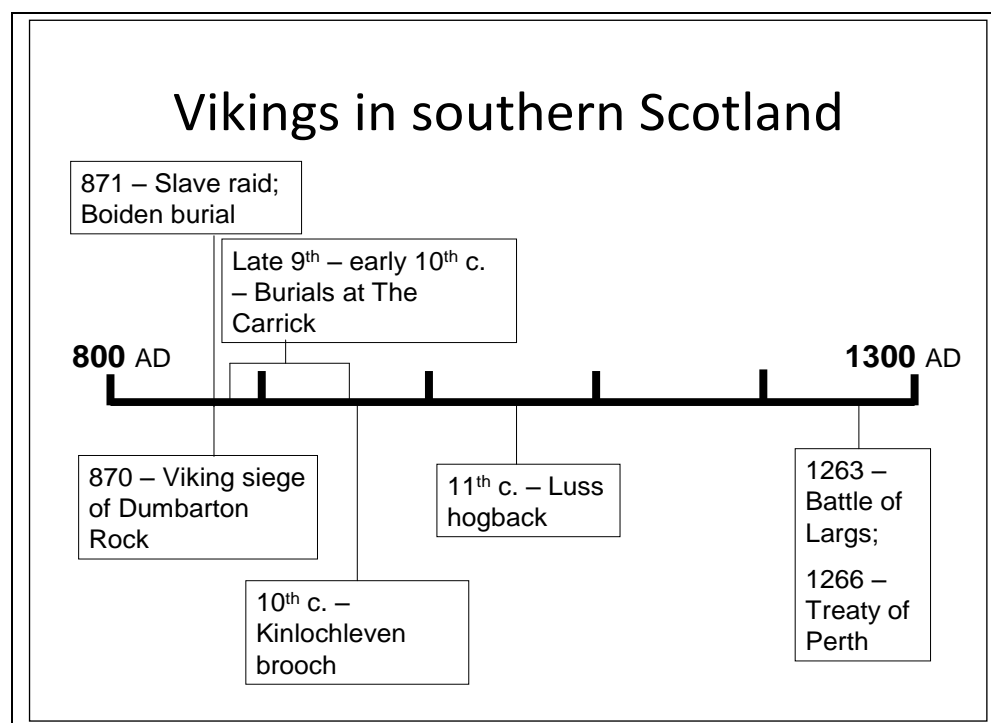 Vikings in southern Scotland
871 – Slave raid;
Boiden burial
Late 9th – early 10th c.
– Burials at The
Carrick
800 AD
1300 AD
870 – Viking siege
of Dumbarton
Rock
11th c. – Luss
hogback
1263 –
Battle of
Largs;
1266 –
Treaty of
Perth
10th c. –
Kinlochleven
brooch